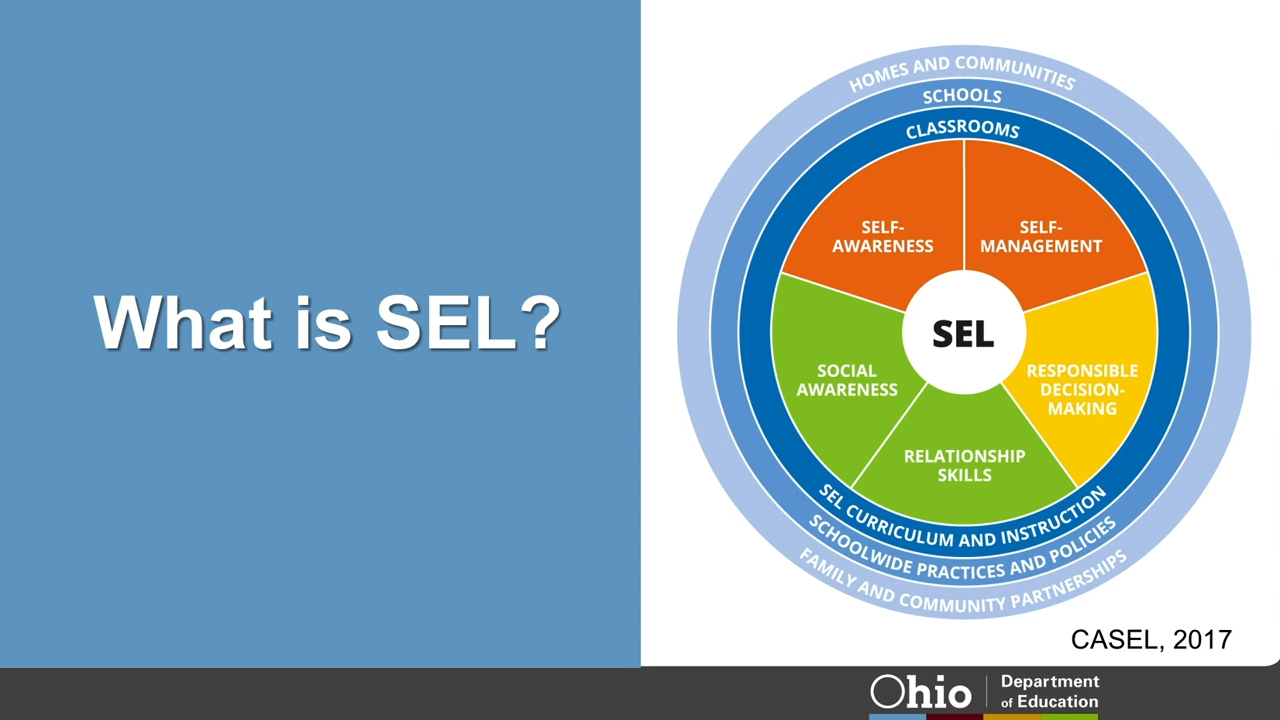 What is SEL?
HOMES AND COMMUNITIES
SCHOOLS
CLASSROOMS
SELF-
AWARENESS
SELF-
MANAGEMENT
SEL
SOCIAL
AWARENESS
RESPONSIBLE
DECISION-
MAKING
RELATIONSHIP
SKILLS
SEL CURRICULUM AND INSTRUCTION
SCHOOLWIDE PRACTICES AND POLICIES
FAMILY AND COMMUNITY PARTNERSHIPS
CASEL, 2017
Ohio
Department
of Education